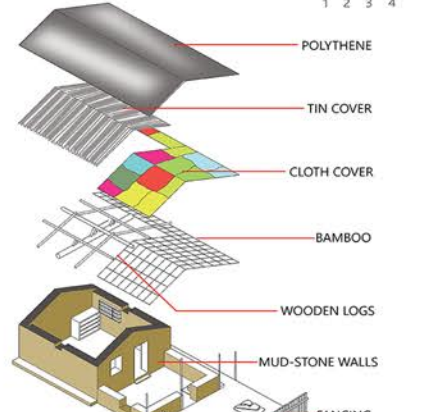 1 2 3 4
POLYTHENE
TIN COVER
CLOTH COVER
BAMBOO
WOODEN LOGS
MUD-STONE WALLS